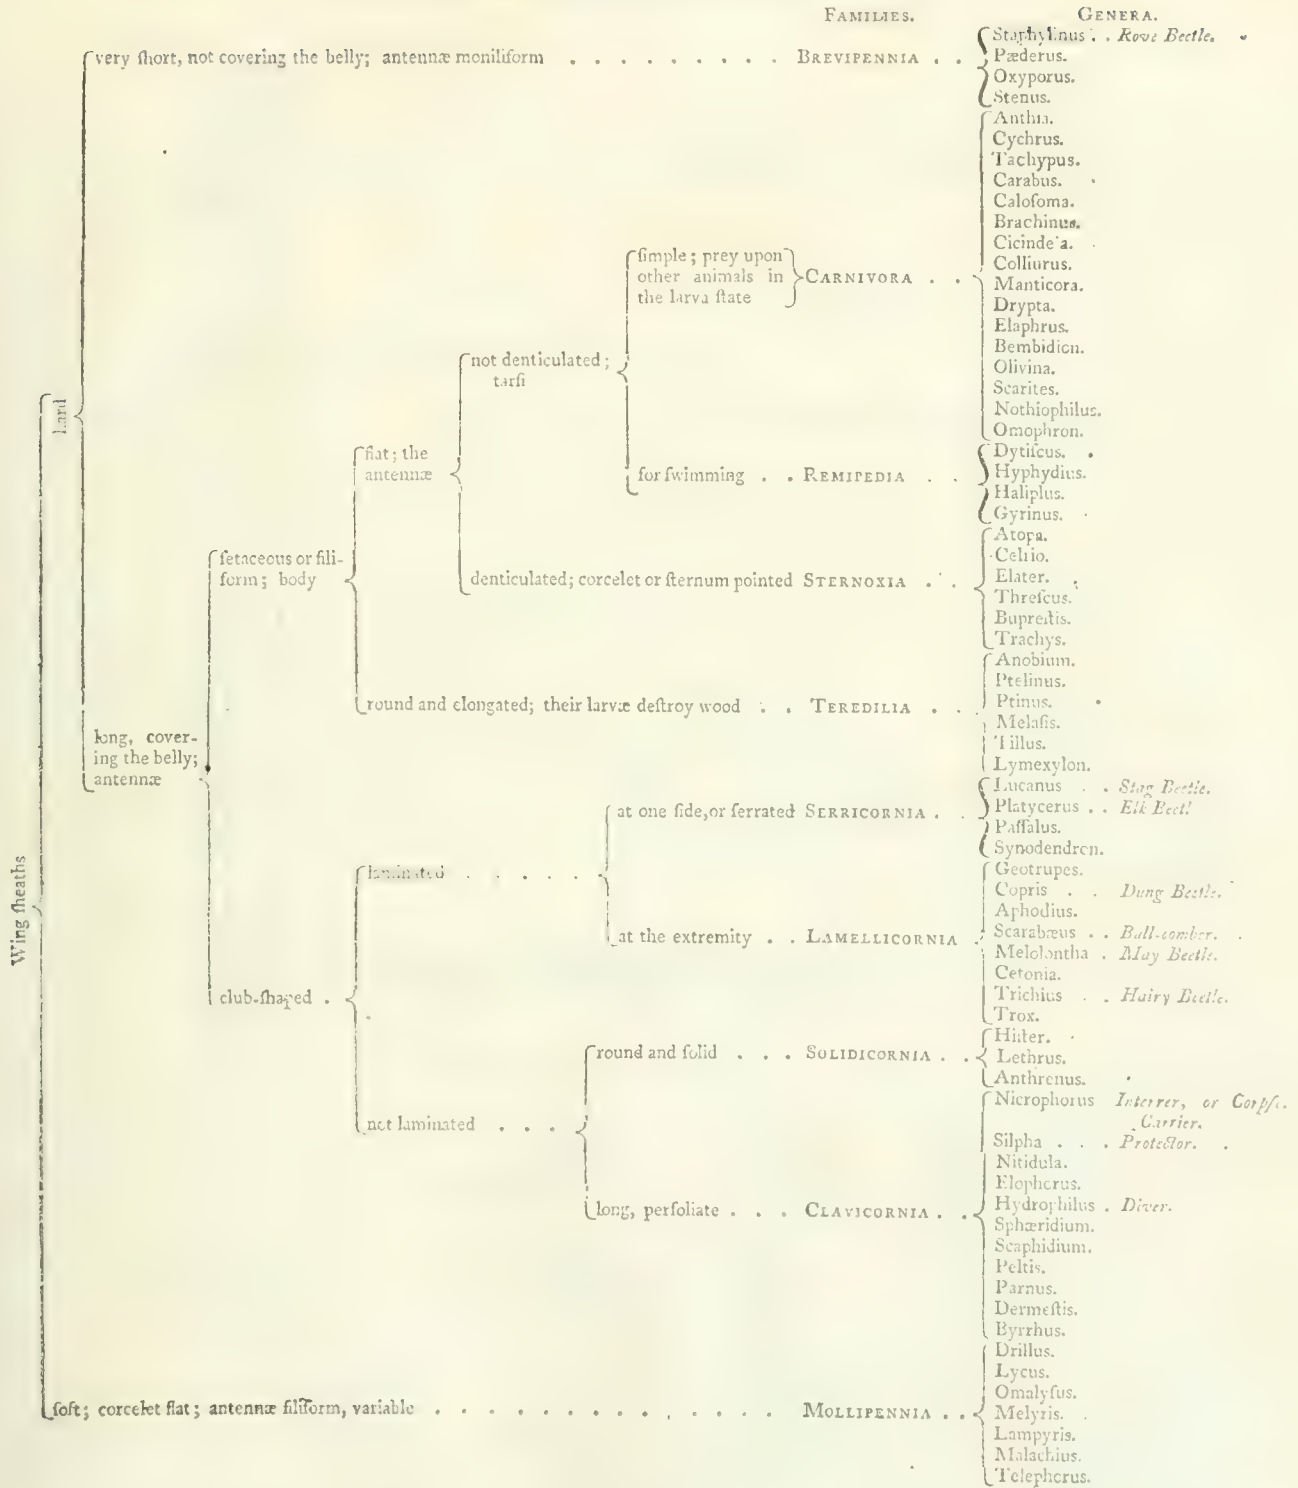 FAMILIES. GENERA.
very ſhort, not covering the belly; antennæ moniliform . . . . . . . . . BREVIPENNIA . .
Staphylinus . . Rove Beetle.
Pæderus.
Oxyporus.
Stenus.
Wing ſheaths
hard
long, cover-
ing the belly;
antennæ
ſetaceous or fili-
form; body
flat; the
antennæ
not denticulated;
tarſi
ſimple; prey upon
other animals in
the larva ſtate
CARNIVORA . .
Anthia.
Cychrus.
Tachypus.
Carabus.
Caloſoma.
Brachinus.
Cicindela.
Colliurus.
Manticora.
Drypta.
Elaphrus.
Bembidion.
Olivina.
Scarites.
Nothiophilus.
Omophron.
for ſwimming . . REMIPEDIA . .
Dytiſcus.
Hyphydius.
Haliplus.
Gyrinus.
denticulated; corcelet or ſternum pointed STERNOXIA . .
Atopa.
Elater.
Throſcus.
Bupreſtis.
Trachys.
round and elongated; their larvæ deſtroy wood . . TEREDILIA . .
Anobium.
Ptelinus.
Ptinus.
Melaſis.
Tillus.
Lymexylon.
club-ſhaped .
laminated . . . . .
at one ſide, or ſerrated SERRICORNIA .
Lucanus . . Stag Beetle.
Platycerus . . Elk Beetl
Paſſalus.
Synodendron.
at the extremity . . LAMELLICORNIA
Geotrupes.
Copris . . Dung Beetle.
Aphodius.
Scarabæus . . Bull-comber.
Melolontha . May Beetle.
Cetonia.
Trichius . . Hairy Beetle.
Trox.
not laminated . . . .
round and ſolid . . . SOLIDICORNIA . .
Hiſter.
Lethrus.
Anthrenus.
long, perfoliate . . . CLAVICORNIA . .
Nicrophorus Interrer, or Corpſe
Carrier.
Silpha . . . Protector.
Nitidula.
Elophorus.
Hydrophilus . Diver.
Sphæridium.
Scaphidium.
Peltis.
Parnus.
Dermeſtis.
Byrrhus.
ſoft; corcelet flat; antennæ filiform, variable . . . . . . . . . . . . . MOLLIPENNIA . .
Drillus.
Lycus.
Omalyſus.
Melyris.
Lampyris.
Malachius.
Telephorus.